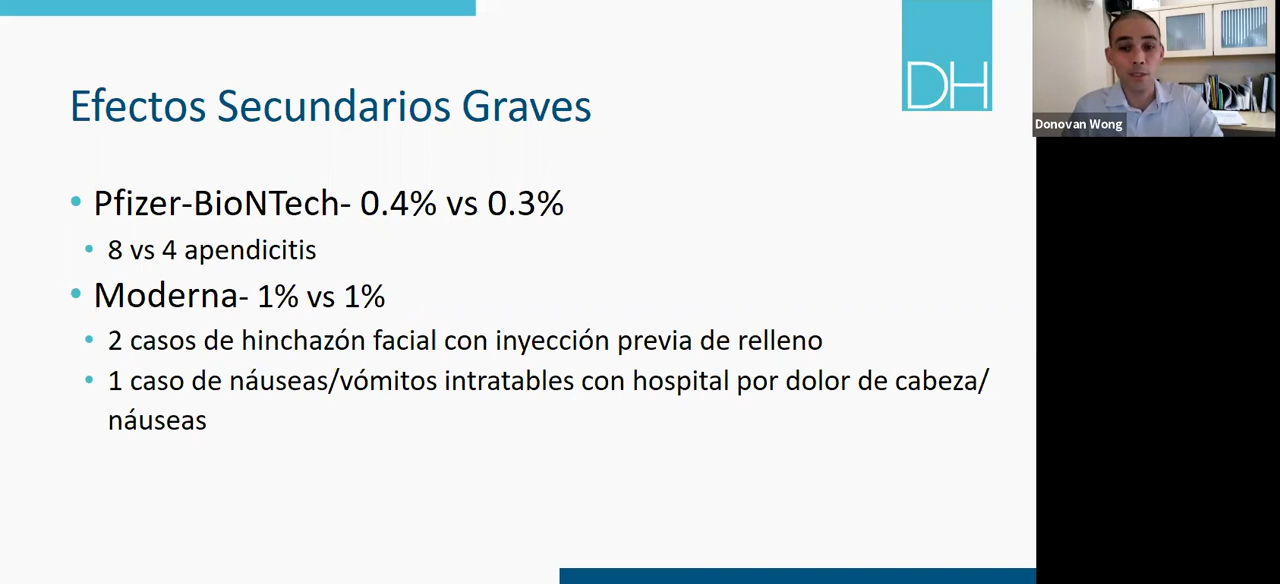 DH
Donovan Wong
Efectos Secundarios Graves
• Pfizer-BioNTech- 0.4% vs 0.3%
• 8 vs 4 apendicitis
• Moderna- 1% vs 1%
• 2 casos de hinchazón facial con inyección previa de relleno
• 1 caso de náuseas/vómitos intratables con hospital por dolor de cabeza/
náuseas